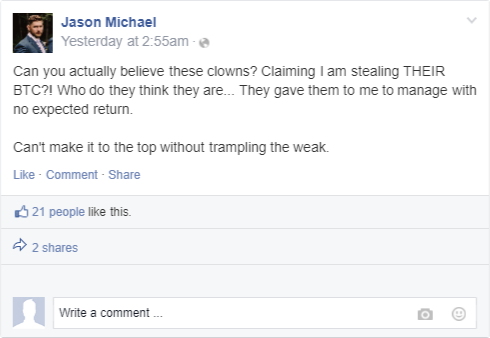 Jason Michael
Yesterday at 2:55am ·
Can you actually believe these clowns? Claiming I am stealing THEIR
BTC?! Who do they think they are... They gave them to me to manage with
no expected return.
Can't make it to the top without trampling the weak.
Like · Comment · Share
21 people like this.
2 shares
Write a comment ...